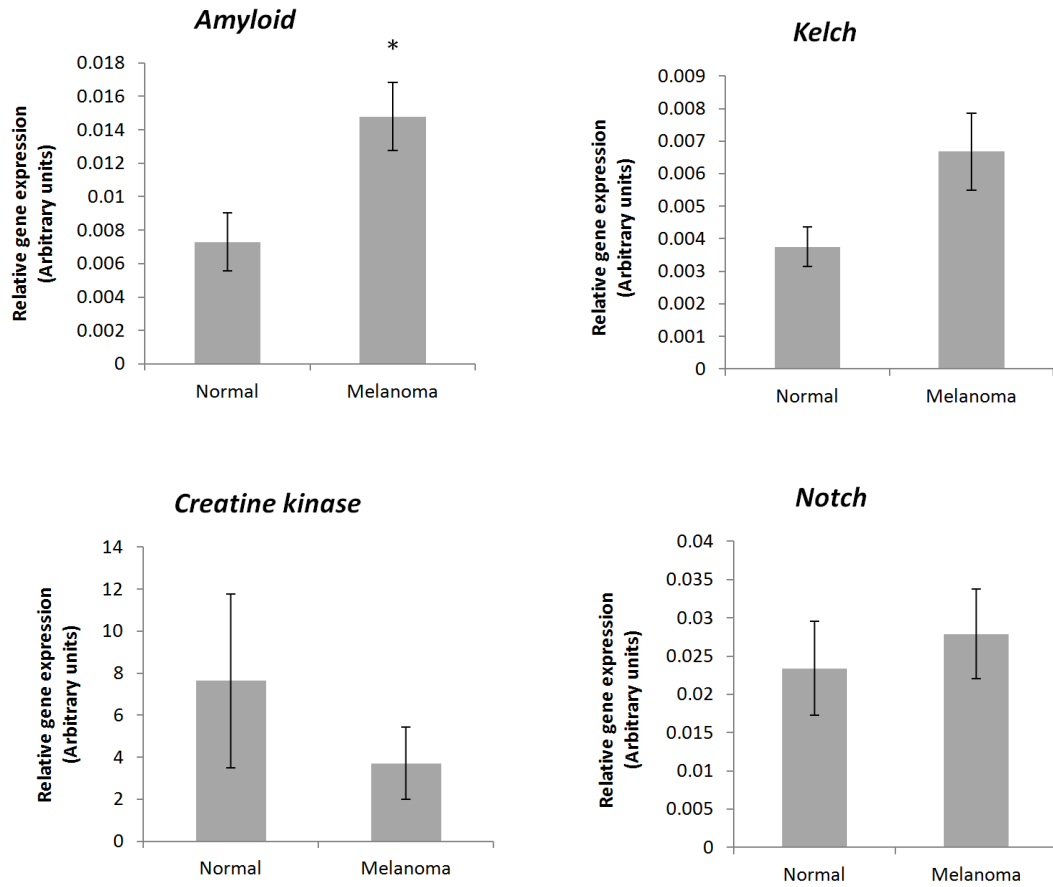 Amyloid
*
Relative gene expression
(Arbitrary units)
0.018
0.016
0.014
0.012
0.01
0.008
0.006
0.004
0.002
0
Normal
Melanoma
Kelch
Relative gene expression
(Arbitrary units)
0.009
0.008
0.007
0.006
0.005
0.004
0.003
0.002
0.001
0
Normal
Melanoma
Creatine kinase
Relative gene expression
(Arbitrary units)
14
12
10
8
6
4
2
0
Normal
Melanoma
Notch
Relative gene expression
(Arbitrary units)
0.04
0.035
0.03
0.025
0.02
0.015
0.01
0.005
0
Normal
Melanoma